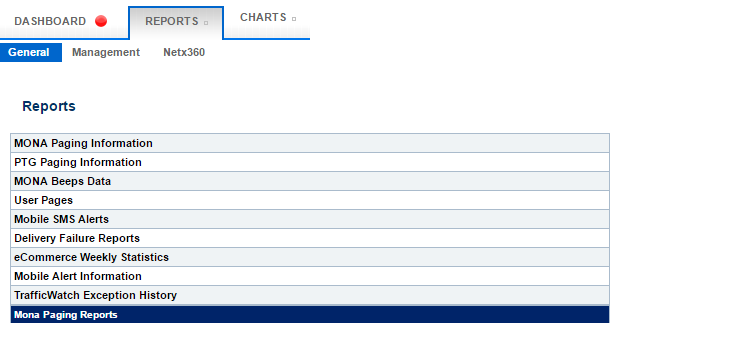 DASHBOARD REPORTS CHARTS
General Management Netx360
Reports
MONA Paging Information
PTG Paging Information
MONA Beeps Data
User Pages
Mobile SMS Alerts
Delivery Failure Reports
eCommerce Weekly Statistics
Mobile Alert Information
TrafficWatch Exception History
Mona Paging Reports